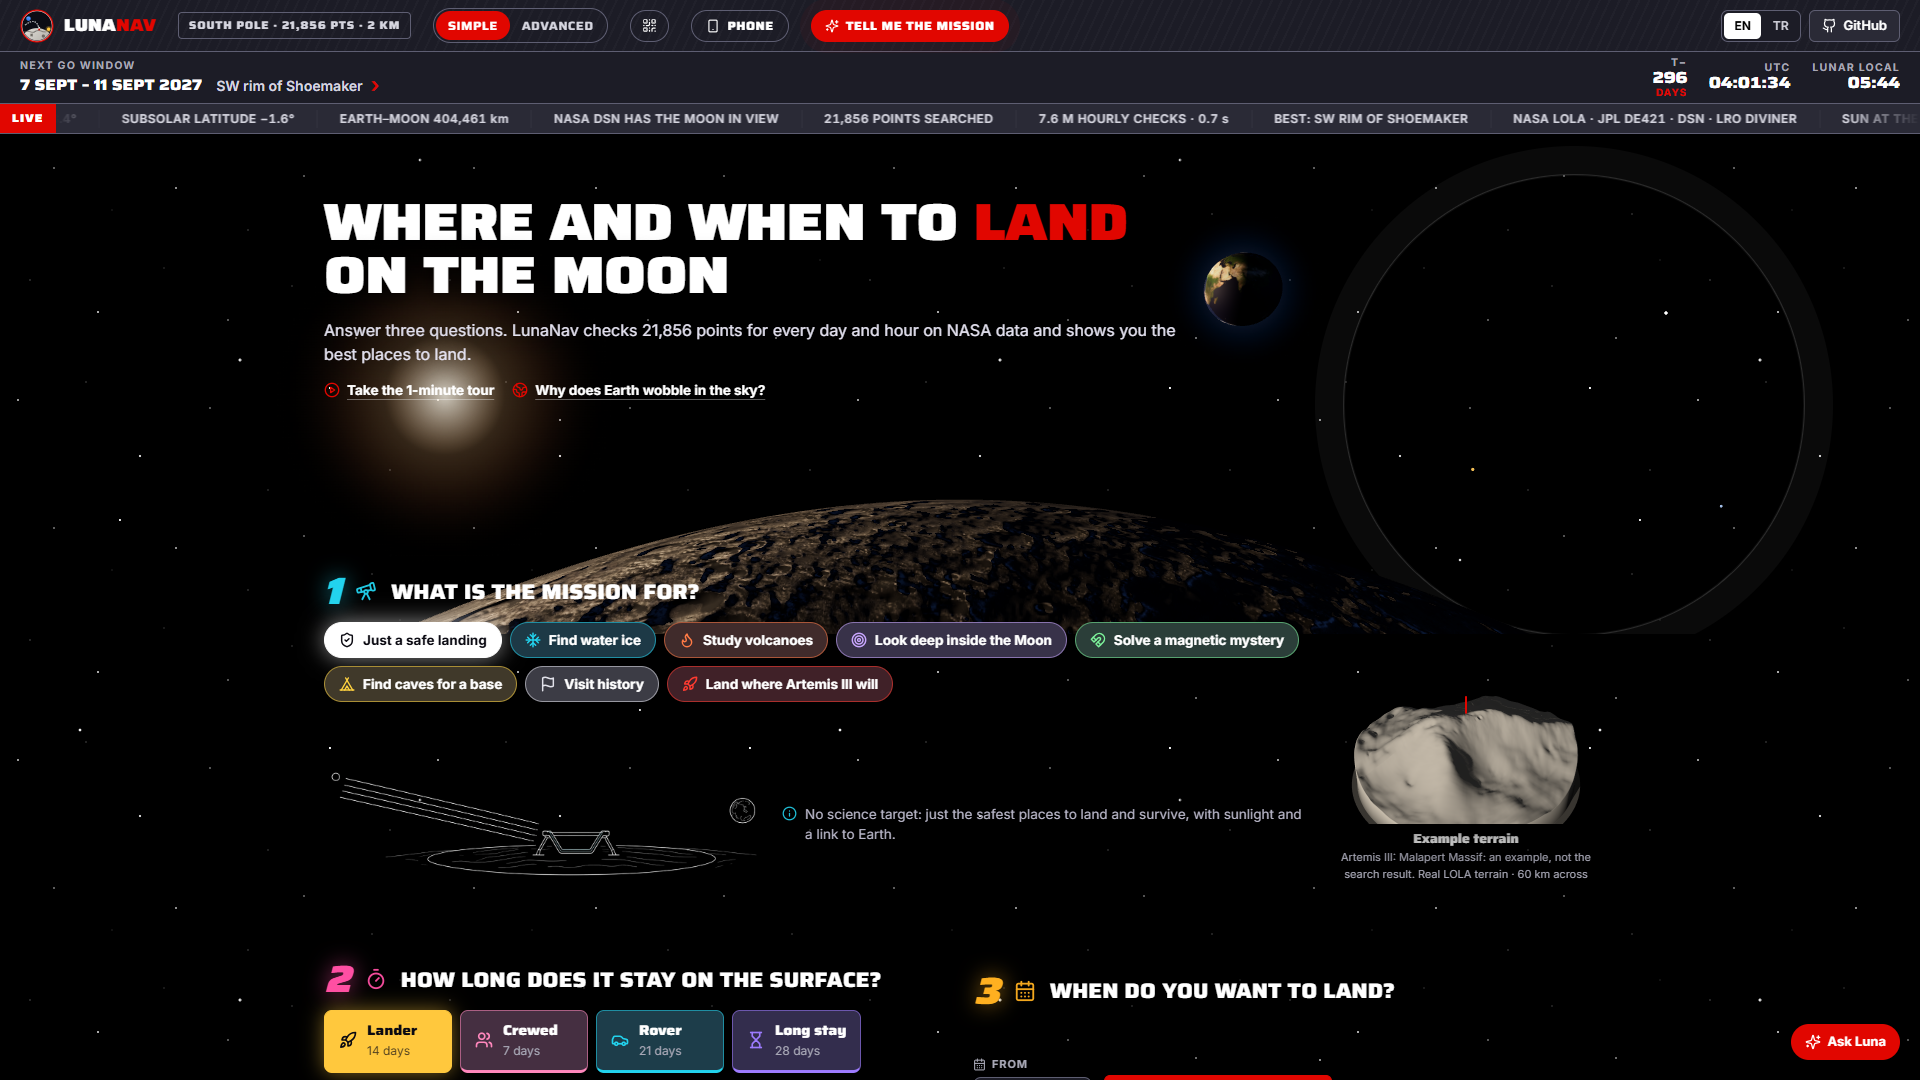 LUNANAV
SOUTH POLE · 21,856 PTS · 2 KM
SIMPLE
ADVANCED
PHONE
TELL ME THE MISSION
EN
TR
GitHub
NEXT GO WINDOW
7 SEPT – 11 SEPT 2027
SW rim of Shoemaker
T−
296
DAYS
UTC
04:01:34
LUNAR LOCAL
05:44
LIVE
SUBSOLAR LATITUDE −1.6°
EARTH–MOON 404,461 km
NASA DSN HAS THE MOON IN VIEW
21,856 POINTS SEARCHED
7.6 M HOURLY CHECKS · 0.7 s
BEST: SW RIM OF SHOEMAKER
NASA LOLA · JPL DE421 · DSN · LRO DIVINER
SUN AT THE
WHERE AND WHEN TO LAND
ON THE MOON
Answer three questions. LunaNav checks 21,856 points for every day and hour on NASA data and shows you the
best places to land.
Take the 1-minute tour
Why does Earth wobble in the sky?
1 WHAT IS THE MISSION FOR?
Just a safe landing
Find water ice
Study volcanoes
Look deep inside the Moon
Solve a magnetic mystery
Find caves for a base
Visit history
Land where Artemis III will
No science target: just the safest places to land and survive, with sunlight and
a link to Earth.
Example terrain
Artemis III: Malapert Massif: an example, not the
search result. Real LOLA terrain · 60 km across
2 HOW LONG DOES IT STAY ON THE SURFACE?
Lander
14 days
Crewed
7 days
Rover
21 days
Long stay
28 days
3 WHEN DO YOU WANT TO LAND?
FROM
Ask Luna